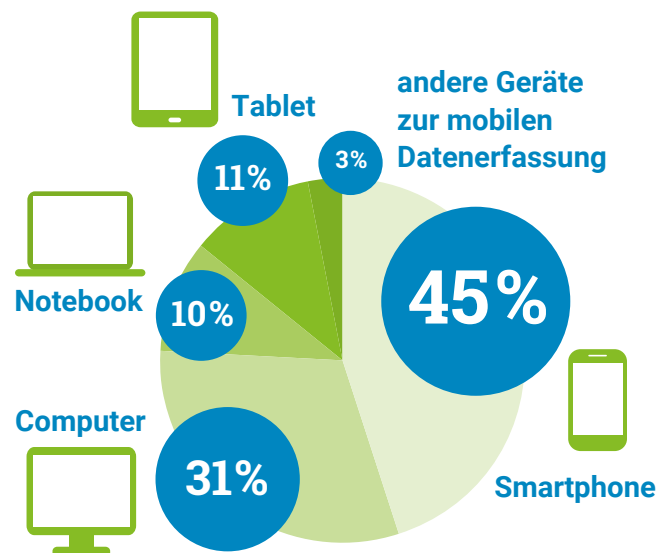 Tablet
11%
3%
andere Geräte
zur mobilen
Datenerfassung
45%
Notebook
10%
Computer
31%
Smartphone